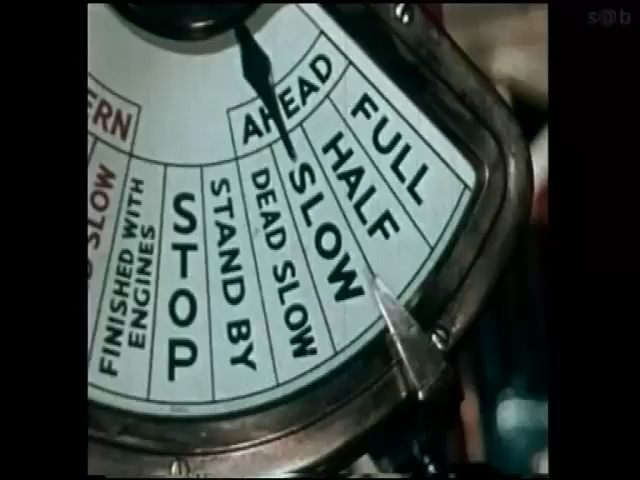 s@b
AHEAD
ERN
FULL
HALF
SLOW
DEAD SLOW
STAND BY
STOP
FINISHED WITH
ENGINES
SLOW